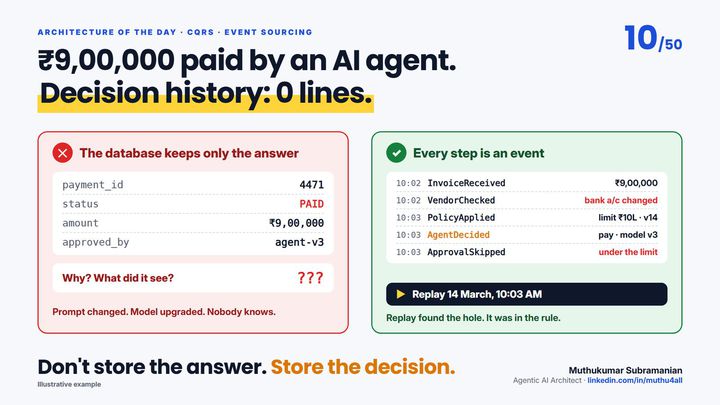 ARCHITECTURE OF THE DAY · CQRS · EVENT SOURCING
10/50
₹9,00,000 paid by an AI agent.
Decision history: 0 lines.
The database keeps only the answer
payment_id 4471
status PAID
amount ₹9,00,000
approved_by agent-v3
Why? What did it see? ???
Prompt changed. Model upgraded. Nobody knows.
Every step is an event
10:02 InvoiceReceived ₹9,00,000
10:02 VendorChecked bank a/c changed
10:03 PolicyApplied limit ₹10L · v14
10:03 AgentDecided pay · model v3
10:03 ApprovalSkipped under the limit
Replay 14 March, 10:03 AM
Replay found the hole. It was in the rule.
Don't store the answer. Store the decision.
Illustrative example
Muthukumar Subramanian
Agentic AI Architect · linkedin.com/in/muthu4all